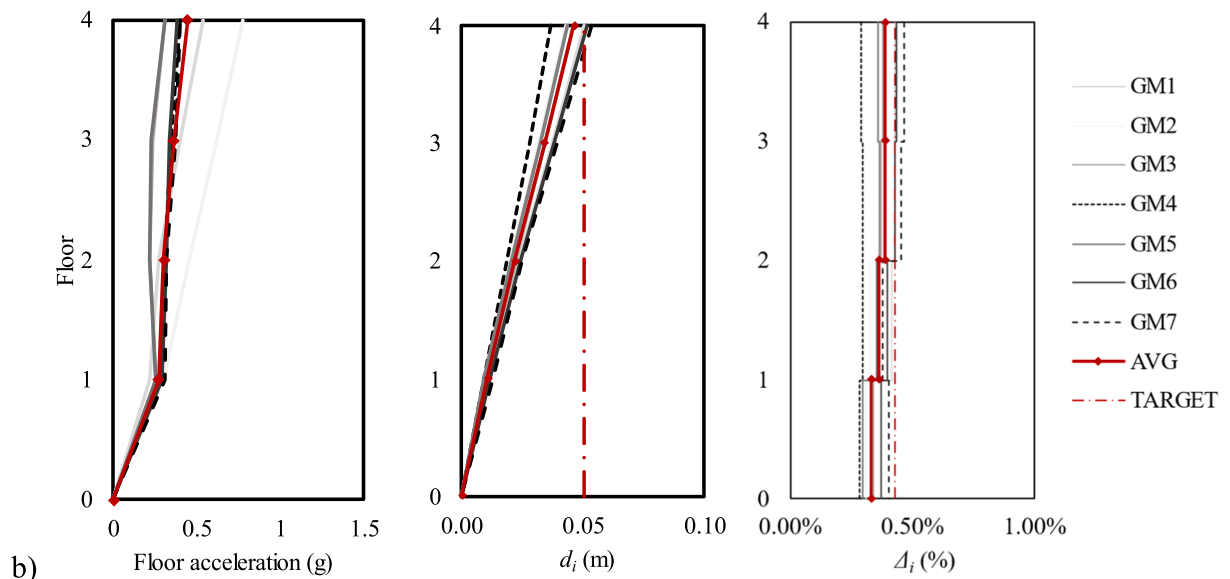 4
3
2
1
0
Floor
0
0.5
1
1.5
Floor acceleration (g)
b)
4
3
2
1
0
0.00
0.05
0.10
d_i (m)
4
3
2
1
0
0.00%
0.50%
1.00%
Δ_i (%)
GM1
GM2
GM3
GM4
GM5
GM6
GM7
AVG
TARGET